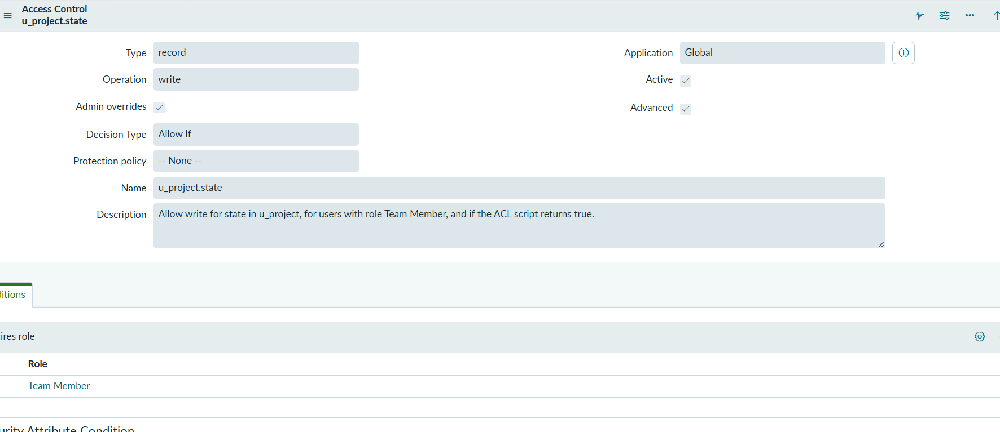 Access Control
u_project.state
Type record
Application Global
Operation write
Active
Admin overrides
Advanced
Decision Type Allow If
Protection policy -- None --
Name u_project.state
Description Allow write for state in u_project, for users with role Team Member, and if the ACL script returns true.
ditions
ires role
Role
Team Member
urity Attribute Condition